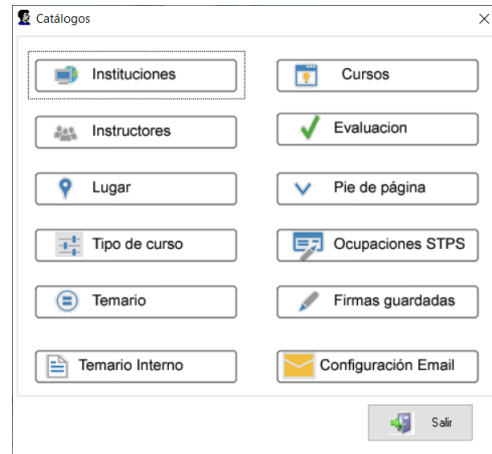 Catálogos
Instituciones
Cursos
Instructores
Evaluacion
Lugar
Pie de página
Tipo de curso
Ocupaciones STPS
Temario
Firmas guardadas
Temario Interno
Configuración Email
Salir